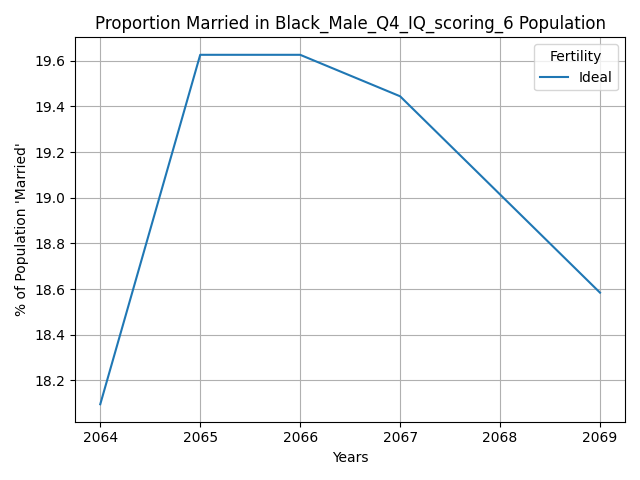 Proportion Married in Black_Male_Q4_IQ_scoring_6 Population
% of Population 'Married'
19.6
19.4
19.2
19.0
18.8
18.6
18.4
18.2
Fertility
Ideal
2064 2065 2066 2067 2068 2069
Years